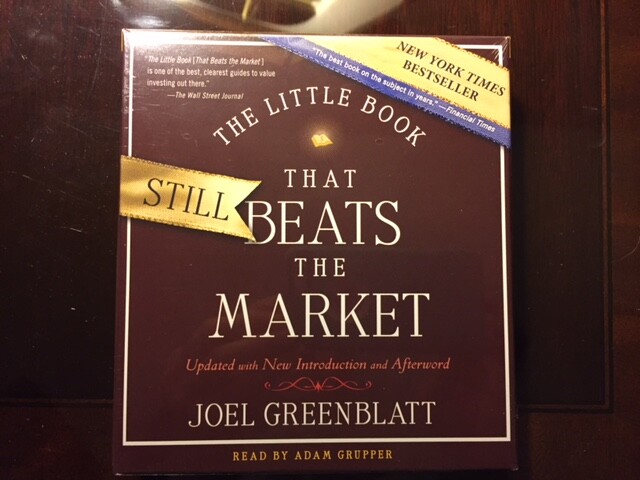 "The Little Book [That Beats the Market]
is one of the best, clearest guides to value
investing out there."
—The Wall Street Journal
NEW YORK TIMES
BESTSELLER
"The best book on the subject in years." —Financial Times
THE LITTLE BOOK
THAT
STILL
BEATS
THE
MARKET
Updated with New Introduction and Afterword
JOEL GREENBLATT
READ BY ADAM GRUPPER